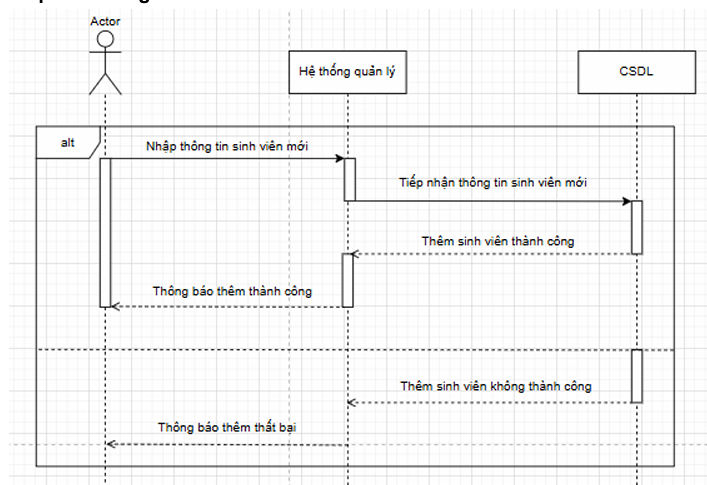 Actor
Hệ thống quản lý
CSDL
alt
Nhập thông tin sinh viên mới
Tiếp nhận thông tin sinh viên mới
Thêm sinh viên thành công
Thông báo thêm thành công
Thêm sinh viên không thành công
Thông báo thêm thất bại